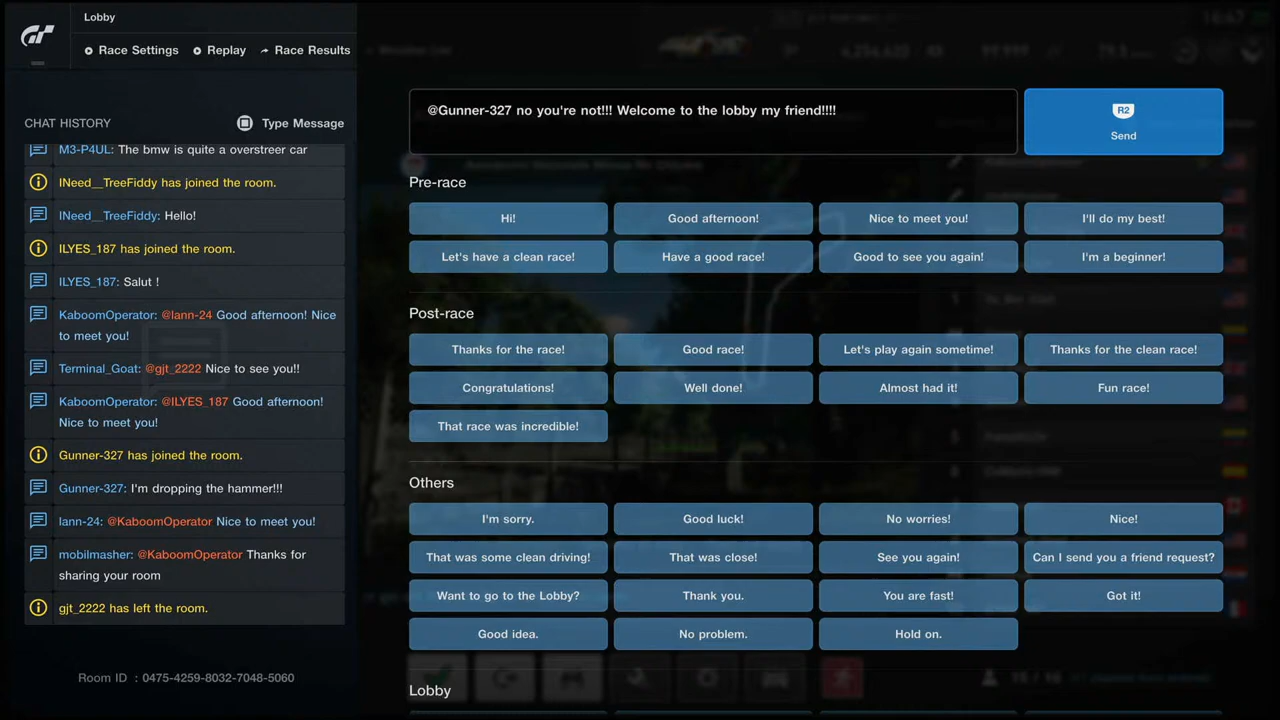 Lobby
Race Settings
Replay
Race Results
CHAT HISTORY
Type Message
M3-P4UL: The bmw is quite a overstreer car
INeed__TreeFiddy has joined the room.
INeed__TreeFiddy: Hello!
ILYES_187 has joined the room.
ILYES_187: Salut !
KaboomOperator: @lann-24 Good afternoon! Nice
to meet you!
Terminal_Goat: @gjt_2222 Nice to see you!!
KaboomOperator: @ILYES_187 Good afternoon!
Nice to meet you!
Gunner-327 has joined the room.
Gunner-327: I'm dropping the hammer!!!
lann-24: @KaboomOperator Nice to meet you!
mobilmasher: @KaboomOperator Thanks for
sharing your room
gjt_2222 has left the room.
Room ID : 0475-4259-8032-7048-5060
@Gunner-327 no you're not!!! Welcome to the lobby my friend!!!!
R2
Send
Pre-race
Hi!
Good afternoon!
Nice to meet you!
I'll do my best!
Let's have a clean race!
Have a good race!
Good to see you again!
I'm a beginner!
Post-race
Thanks for the race!
Good race!
Let's play again sometime!
Thanks for the clean race!
Congratulations!
Well done!
Almost had it!
Fun race!
That race was incredible!
Others
I'm sorry.
Good luck!
No worries!
Nice!
That was some clean driving!
That was close!
See you again!
Can I send you a friend request?
Want to go to the Lobby?
Thank you.
You are fast!
Got it!
Good idea.
No problem.
Hold on.
Lobby
15 / 16